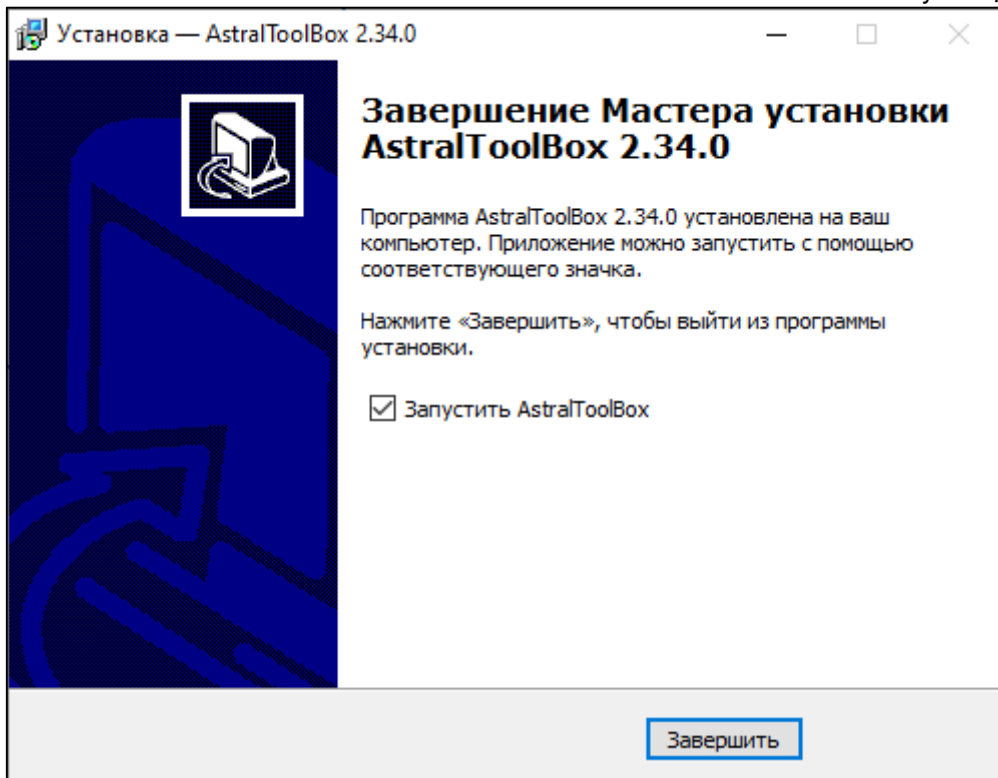 Установка — AstralToolBox 2.34.0
Завершение Мастера установки
AstralToolBox 2.34.0
Программа AstralToolBox 2.34.0 установлена на ваш
компьютер. Приложение можно запустить с помощью
соответствующего значка.
Нажмите «Завершить», чтобы выйти из программы
установки.
Запустить AstralToolBox
Завершить